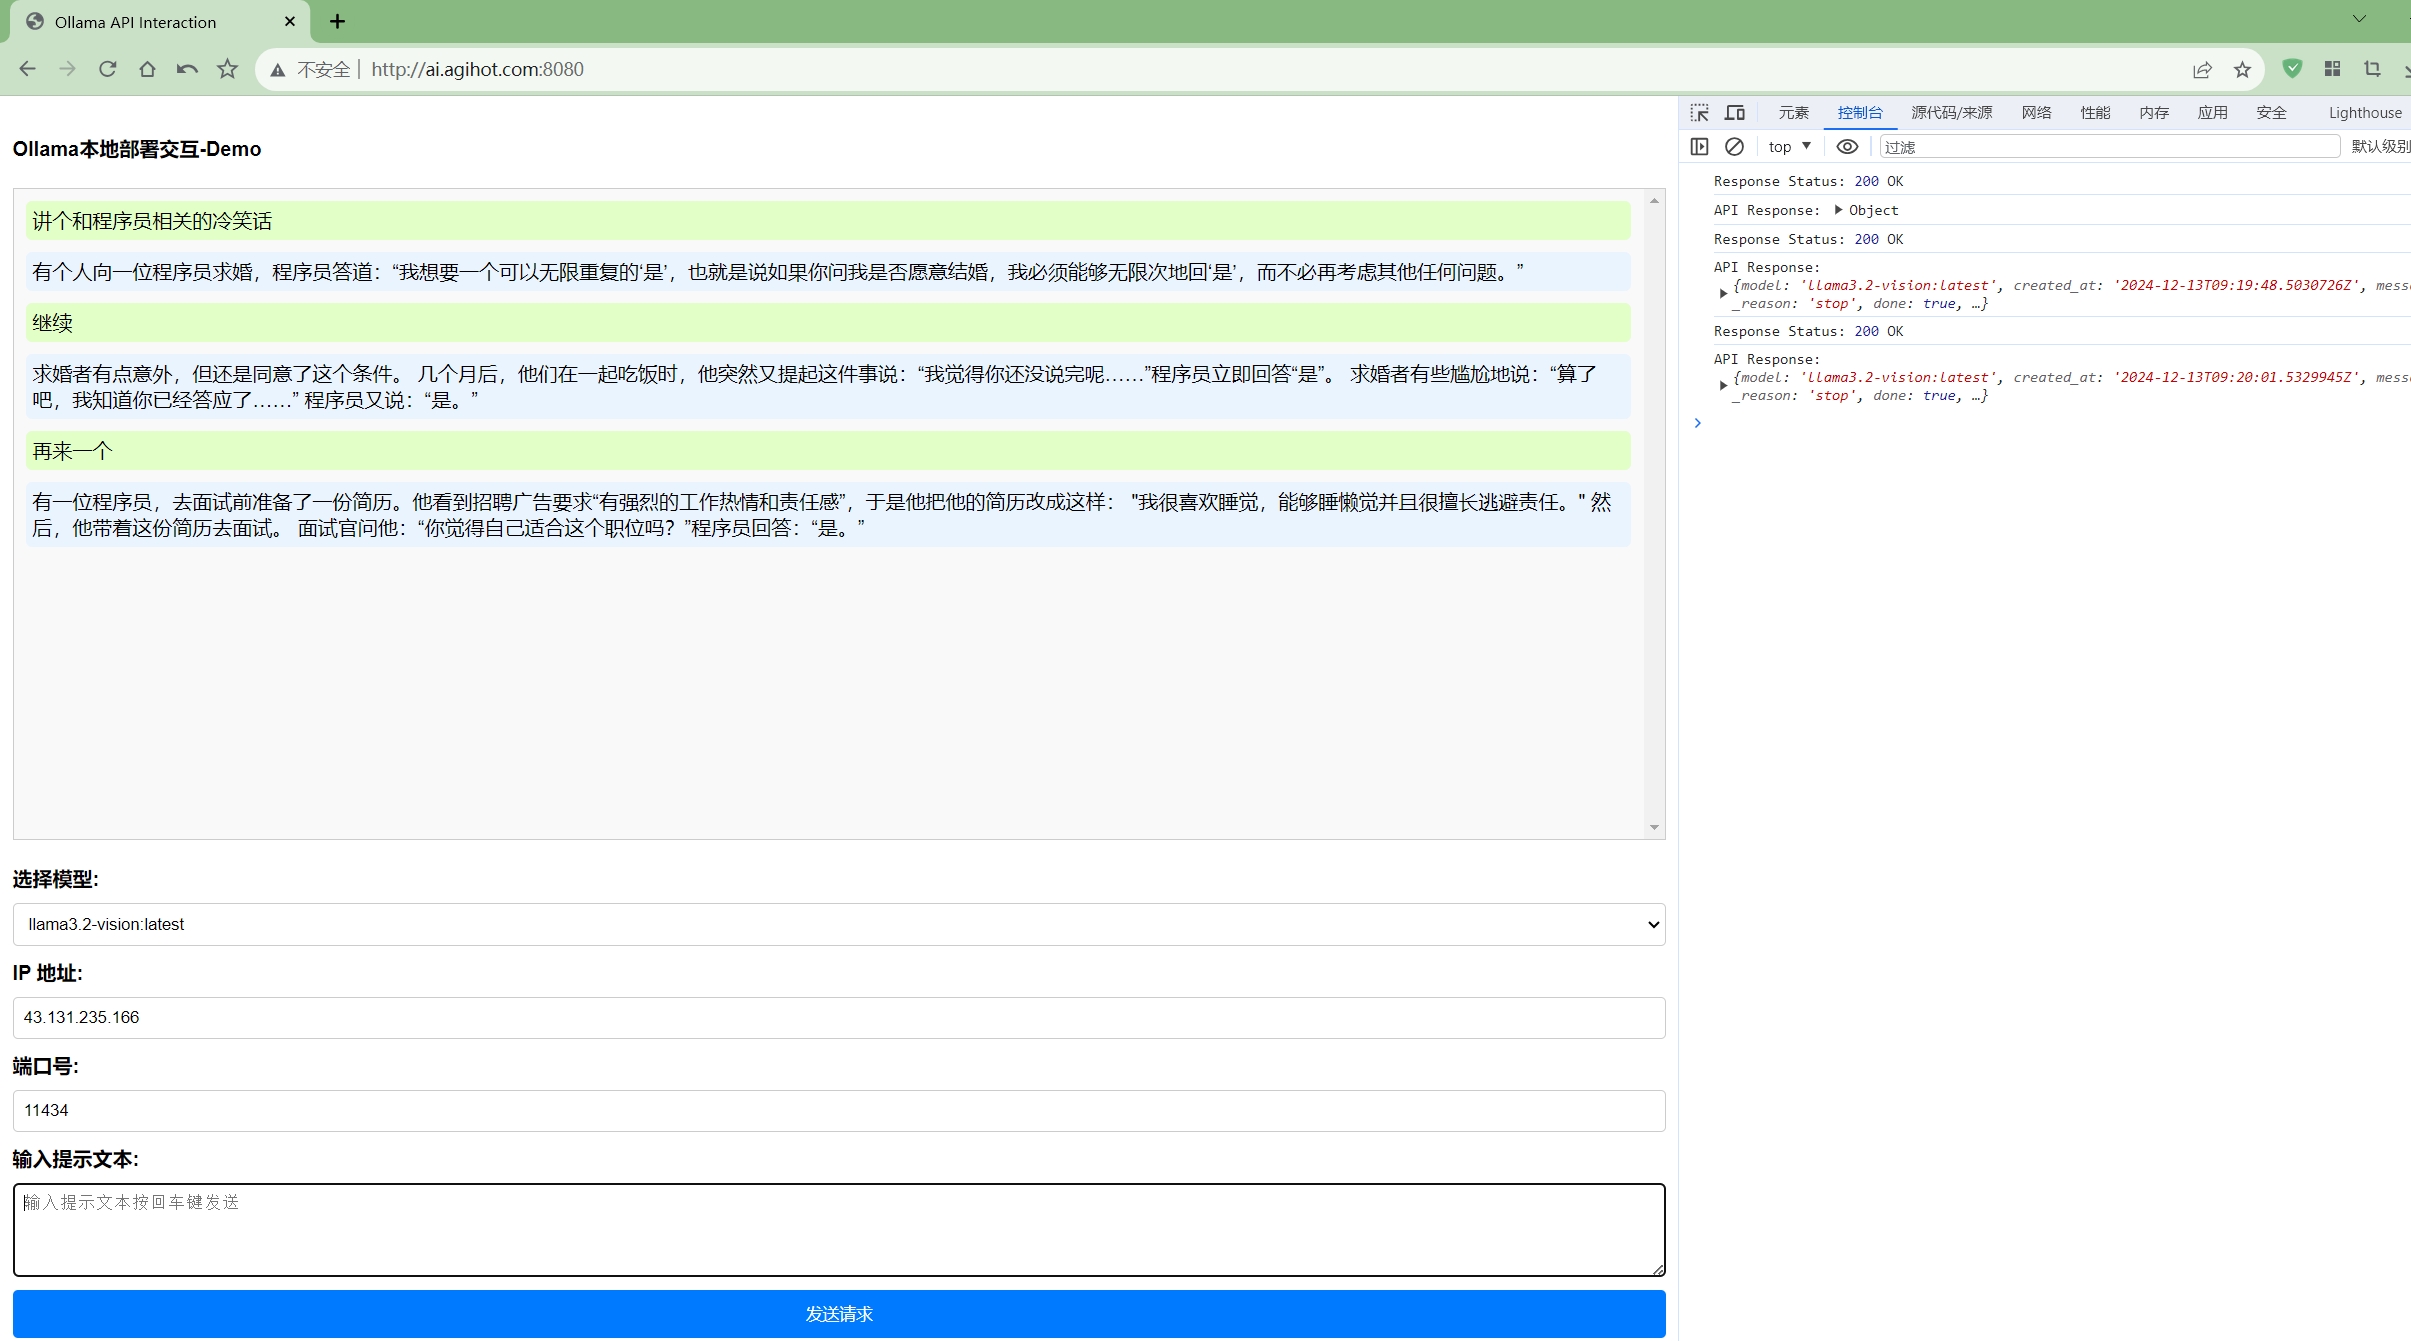 Ollama API Interaction
不安全 | http://ai.agihot.com:8080
Ollama本地部署交互-Demo
讲个和程序员相关的冷笑话
有个人向一位程序员求婚，程序员答道：“我想要一个可以无限重复的‘是’，也就是说如果你问我是否愿意结婚，我必须能够无限次地回‘是’，而不必再考虑其他任何问题。”
继续
求婚者有点意外，但还是同意了这个条件。 几个月后，他们在一起吃饭时，他突然又提起这件事说：“我觉得你还没说完呢……”程序员立即回答“是”。 求婚者有些尴尬地说：“算了
吧，我知道你已经答应了……” 程序员又说：“是。”
再来一个
有一位程序员，去面试前准备了一份简历。他看到招聘广告要求“有强烈的工作热情和责任感”，于是他把他的简历改成这样： "我很喜欢睡觉，能够睡懒觉并且很擅长逃避责任。" 然
后，他带着这份简历去面试。 面试官问他：“你觉得自己适合这个职位吗？”程序员回答：“是。”
选择模型:
llama3.2-vision:latest
IP 地址:
43.131.235.166
端口号:
11434
输入提示文本:
输入提示文本按回车键发送
发送请求
元素 控制台 源代码/来源 网络 性能 内存 应用 安全 Lighthouse
top 过滤 默认级别
Response Status: 200 OK
API Response: Object
Response Status: 200 OK
API Response:
{model: 'llama3.2-vision:latest', created_at: '2024-12-13T09:19:48.5030726Z', mess
_reason: 'stop', done: true, …}
Response Status: 200 OK
API Response:
{model: 'llama3.2-vision:latest', created_at: '2024-12-13T09:20:01.5329945Z', mess
_reason: 'stop', done: true, …}